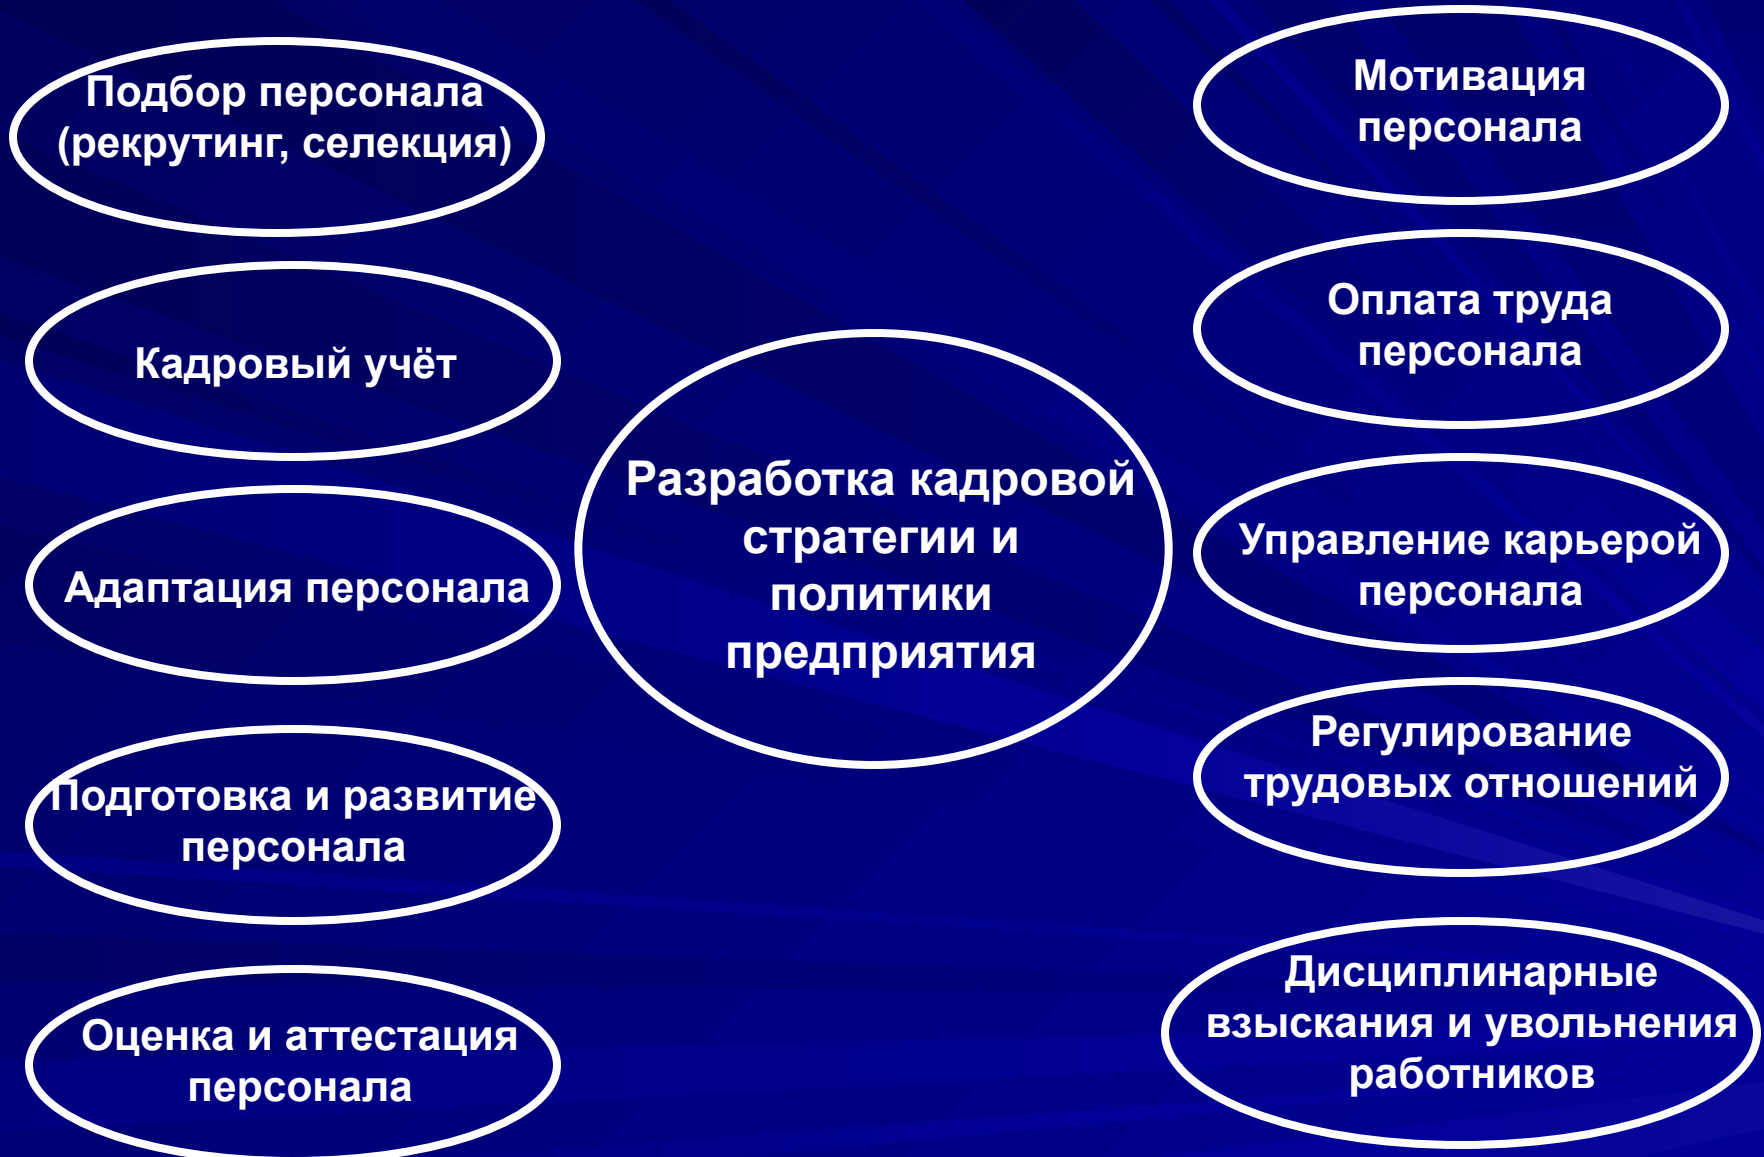 Подбор персонала
(рекрутинг, селекция)
Кадровый учёт
Адаптация персонала
Подготовка и развитие
персонала
Оценка и аттестация
персонала
Разработка кадровой
стратегии и
политики
предприятия
Мотивация
персонала
Оплата труда
персонала
Управление карьерой
персонала
Регулирование
трудовых отношений
Дисциплинарные
взыскания и увольнения
работников